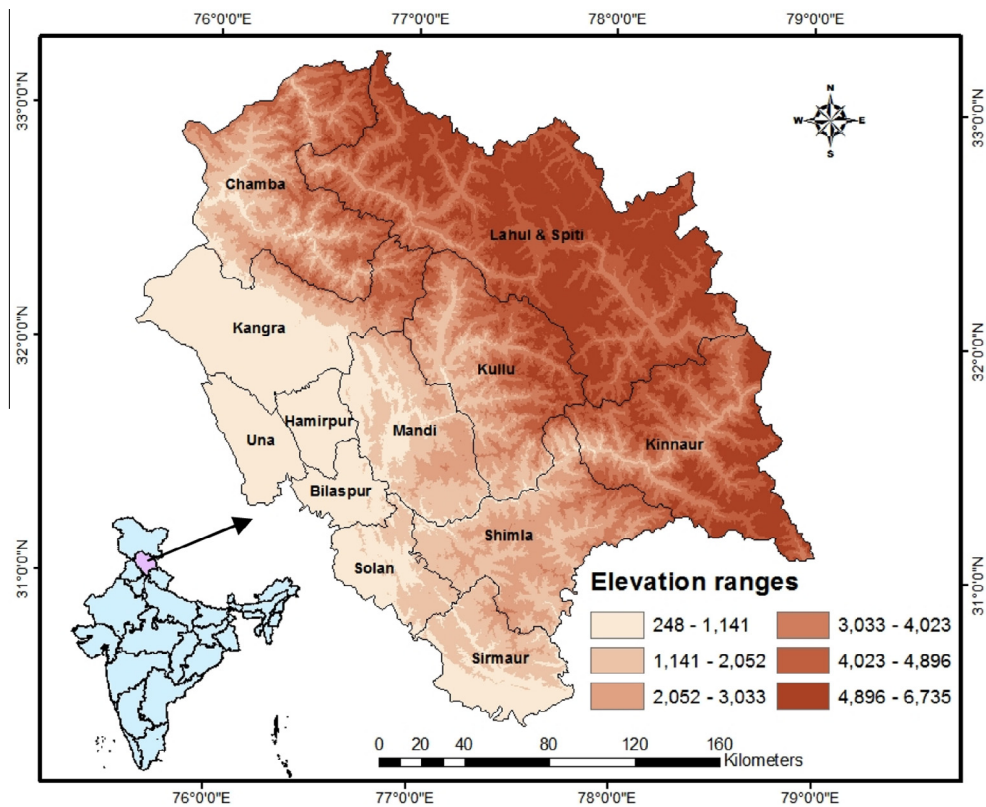 76°0'0"E 77°0'0"E 78°0'0"E 79°0'0"E
33°0'0"N
33°0'0"N
N
W E
S
Chamba
Lahul & Spiti
32°0'0"N
32°0'0"N
Kangra
Kullu
Hamirpur
Mandi
Una
Kinnaur
Bilaspur
Shimla
31°0'0"N
31°0'0"N
Solan
Sirmaur
Elevation ranges
248 - 1,141
1,141 - 2,052
2,052 - 3,033
3,033 - 4,023
4,023 - 4,896
4,896 - 6,735
0 20 40 80 120 160
Kilometers
76°0'0"E 77°0'0"E 78°0'0"E 79°0'0"E